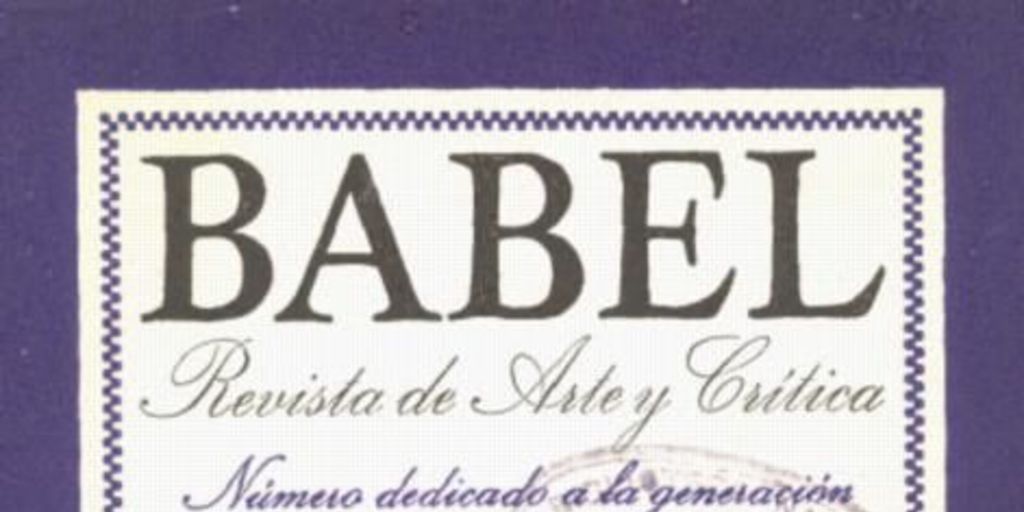 BABEL
Revista de Arte y Crítica
Número dedicado a la generación